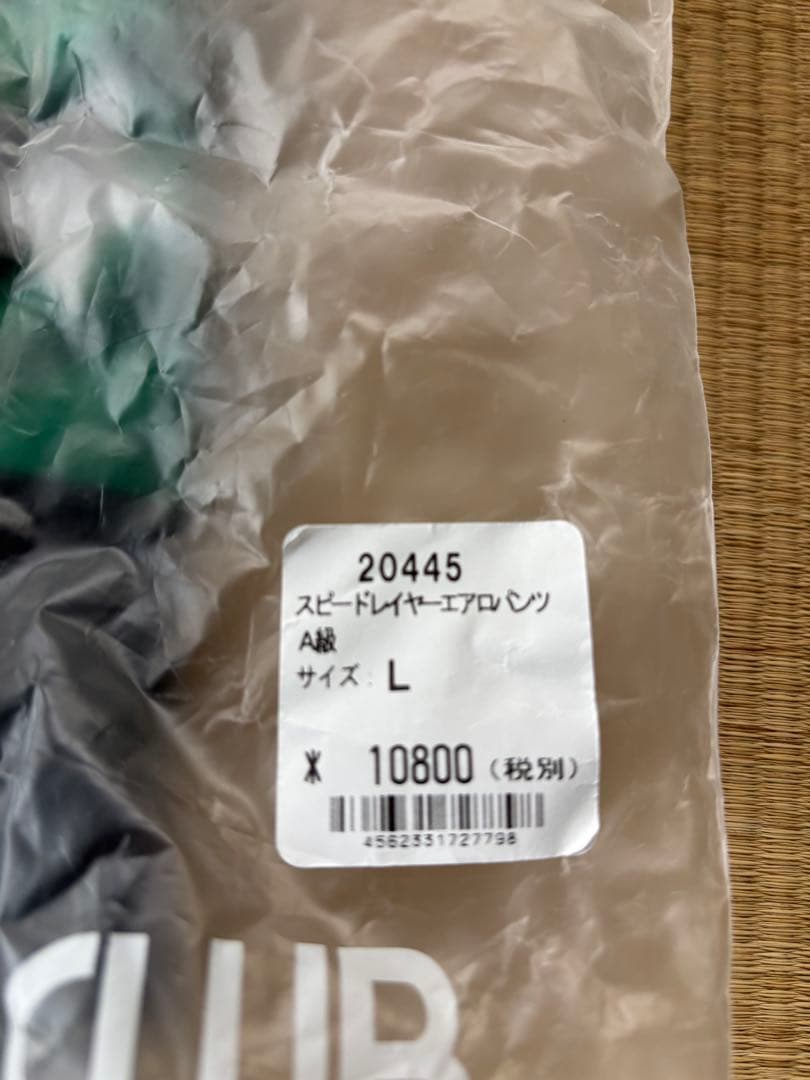 20445
スピードレイヤーエアロパンツ
A級
サイズ: L
¥ 10800 (税別)
4562331727798
CLUB